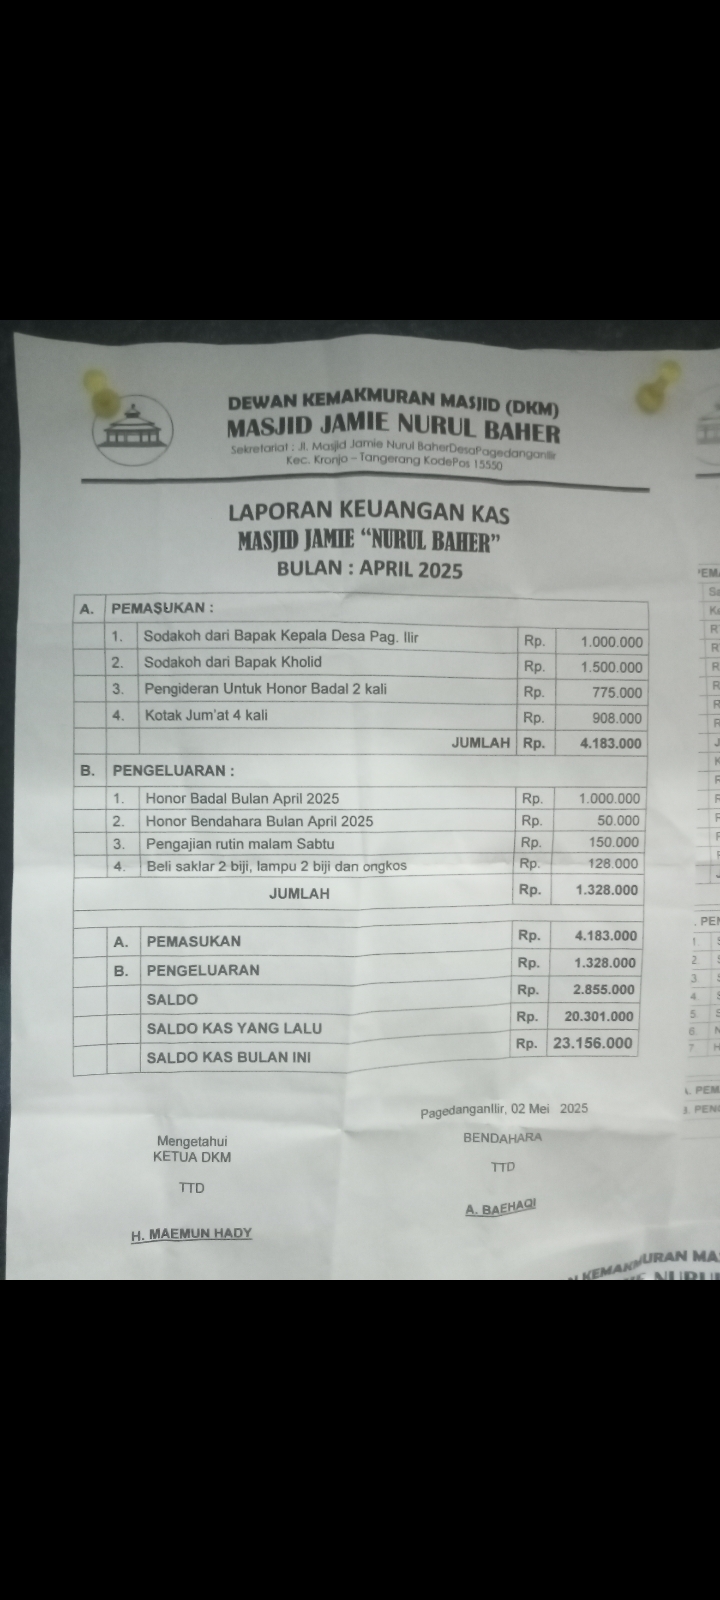 DEWAN KEMAKMURAN MASJID (DKM)
MASJID JAMIE NURUL BAHER
Sekretariat : Jl. Masjid Jamie Nurul BaherDesaPagedanganilir
Kec. Kronjo – Tangerang KodePos 15550
LAPORAN KEUANGAN KAS
MASJID JAMIE “NURUL BAHER”
BULAN : APRIL 2025
A. PEMASUKAN :
1. Sodakoh dari Bapak Kepala Desa Pag. Ilir Rp. 1.000.000
2. Sodakoh dari Bapak Kholid Rp. 1.500.000
3. Pengideran Untuk Honor Badal 2 kali Rp. 775.000
4. Kotak Jum'at 4 kali Rp. 908.000
JUMLAH Rp. 4.183.000
B. PENGELUARAN :
1. Honor Badal Bulan April 2025 Rp. 1.000.000
2. Honor Bendahara Bulan April 2025 Rp. 50.000
3. Pengajian rutin malam Sabtu Rp. 150.000
4. Beli saklar 2 biji, lampu 2 biji dan ongkos Rp. 128.000
JUMLAH Rp. 1.328.000
A. PEMASUKAN Rp. 4.183.000
B. PENGELUARAN Rp. 1.328.000
SALDO Rp. 2.855.000
SALDO KAS YANG LALU Rp. 20.301.000
SALDO KAS BULAN INI Rp. 23.156.000
PagedanganIlir, 02 Mei 2025
Mengetahui
KETUA DKM
TTD
H. MAEMUN HADY
BENDAHARA
TTD
A. BAEHAQI
KEMAKMURAN